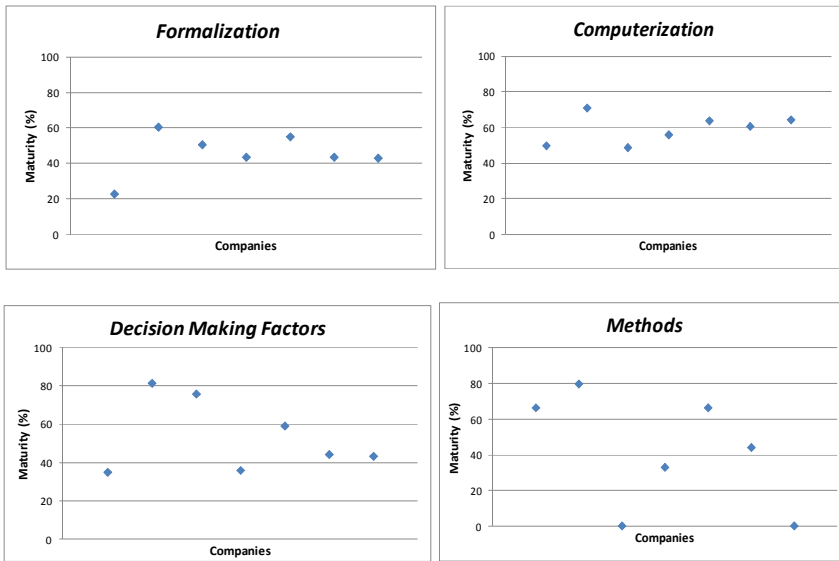 Formalization
100
80
60
40
20
0
Maturity (%)
Companies
Computerization
100
80
60
40
20
0
Maturity (%)
Companies
Decision Making Factors
100
80
60
40
20
0
Maturity (%)
Companies
Methods
100
80
60
40
20
0
Maturity (%)
Companies